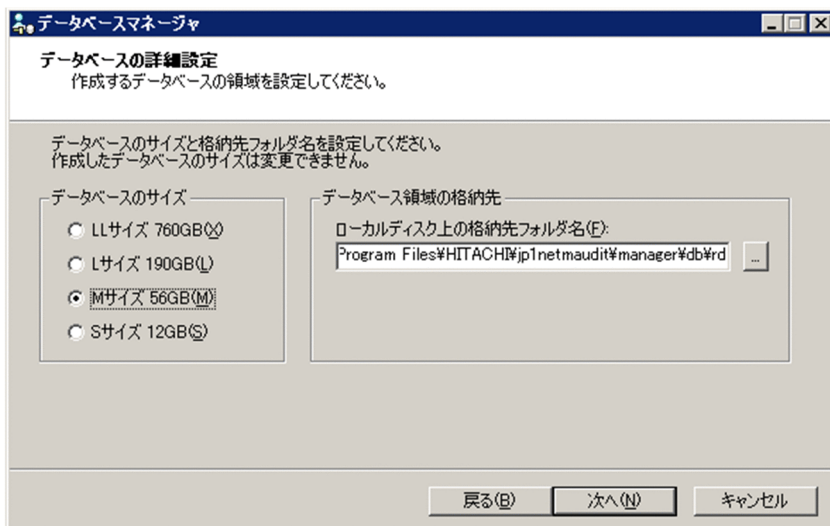 データベースマネージャ
データベースの詳細設定
作成するデータベースの領域を設定してください。
データベースのサイズと格納先フォルダ名を設定してください。
作成したデータベースのサイズは変更できません。
データベースのサイズ
LLサイズ 760GB(X)
Lサイズ 190GB(L)
Mサイズ 56GB(M)
Sサイズ 12GB(S)
データベース領域の格納先
ローカルディスク上の格納先フォルダ名(F):
Program Files¥HITACHI¥jp1netmaudit¥manager¥db¥rd
...
戻る(B)
次へ(N)
キャンセル